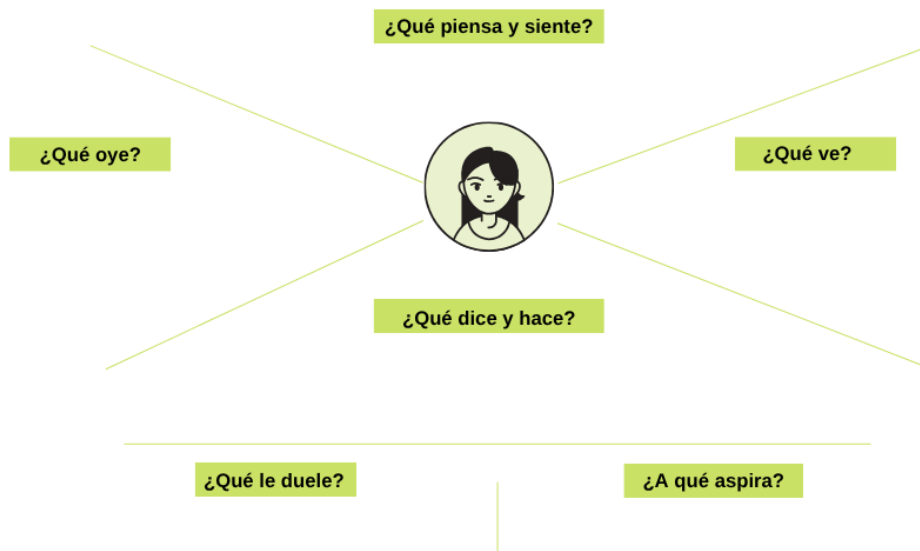 ¿Qué piensa y siente?
¿Qué oye?
¿Qué ve?
¿Qué dice y hace?
¿Qué le duele?
¿A qué aspira?